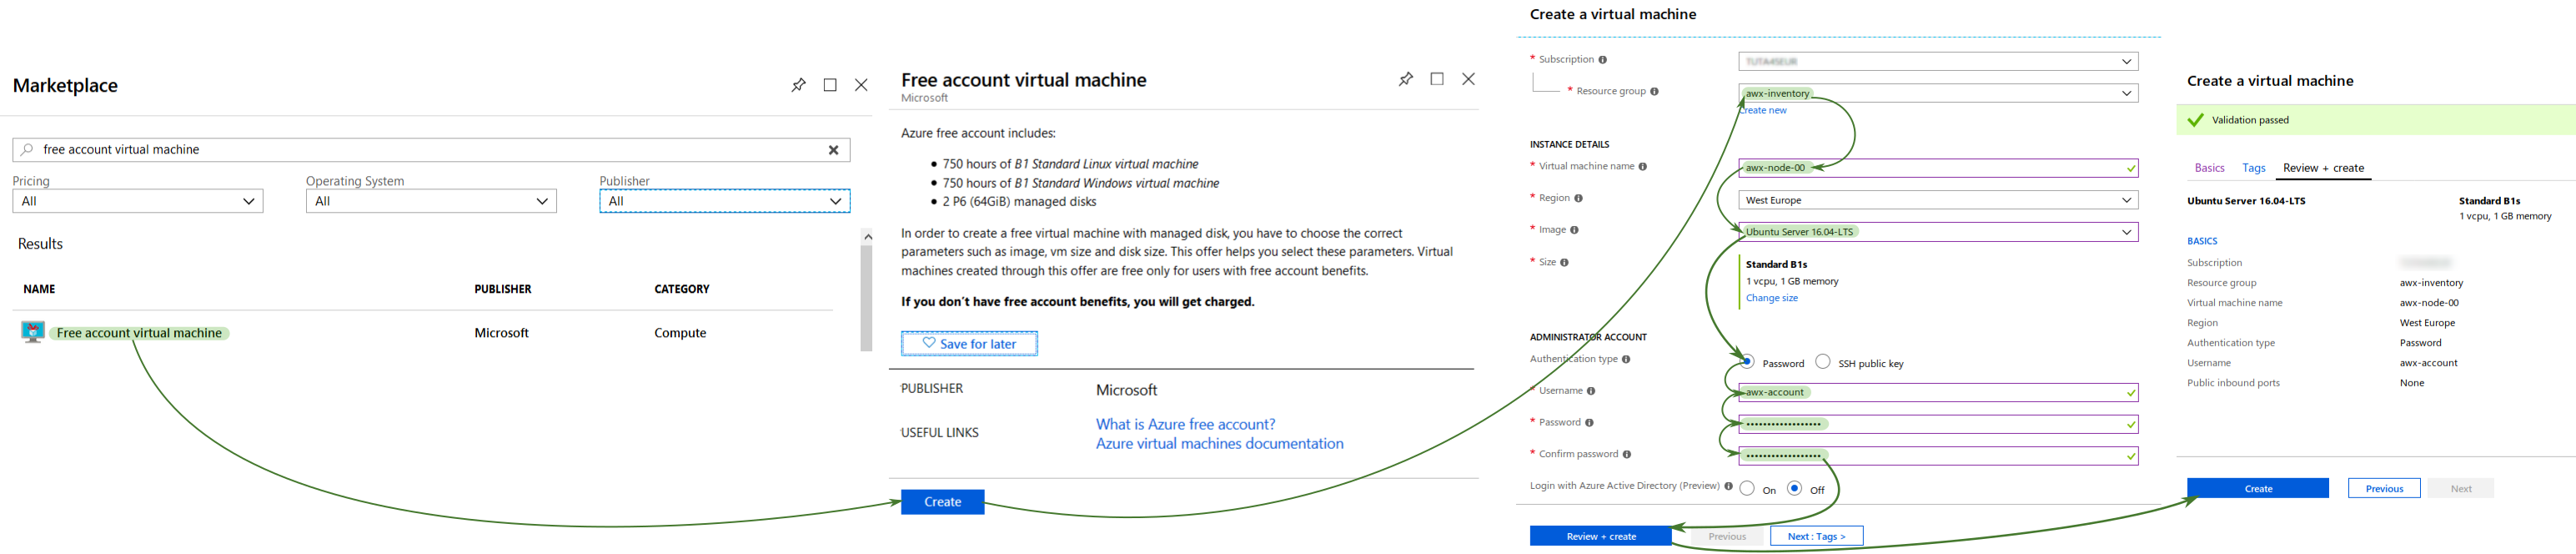 Marketplace
free account virtual machine
Pricing
Operating System
Publisher
All
All
All
Results
NAME PUBLISHER CATEGORY
Free account virtual machine Microsoft Compute
Free account virtual machine
Microsoft
Azure free account includes:
• 750 hours of B1 Standard Linux virtual machine
• 750 hours of B1 Standard Windows virtual machine
• 2 P6 (64GiB) managed disks
In order to create a free virtual machine with managed disk, you have to choose the correct
parameters such as image, vm size and disk size. This offer helps you select these parameters. Virtual
machines created through this offer are free only for users with free account benefits.
If you don't have free account benefits, you will get charged.
Save for later
PUBLISHER Microsoft
USEFUL LINKS What is Azure free account?
Azure virtual machines documentation
Create
Create a virtual machine
* Subscription
* Resource group awx-inventory
Create new
INSTANCE DETAILS
* Virtual machine name awx-node-00
* Region West Europe
* Image Ubuntu Server 16.04-LTS
* Size Standard B1s
1 vcpu, 1 GB memory
Change size
ADMINISTRATOR ACCOUNT
Authentication type Password SSH public key
* Username awx-account
* Password ••••••••••••••••••
* Confirm password ••••••••••••••••••
Login with Azure Active Directory (Preview) On Off
Review + create Previous Next : Tags >
Create a virtual machine
Validation passed
Basics Tags Review + create
Ubuntu Server 16.04-LTS Standard B1s
1 vcpu, 1 GB memory
BASICS
Subscription
Resource group awx-inventory
Virtual machine name awx-node-00
Region West Europe
Authentication type Password
Username awx-account
Public inbound ports None
Create Previous Next